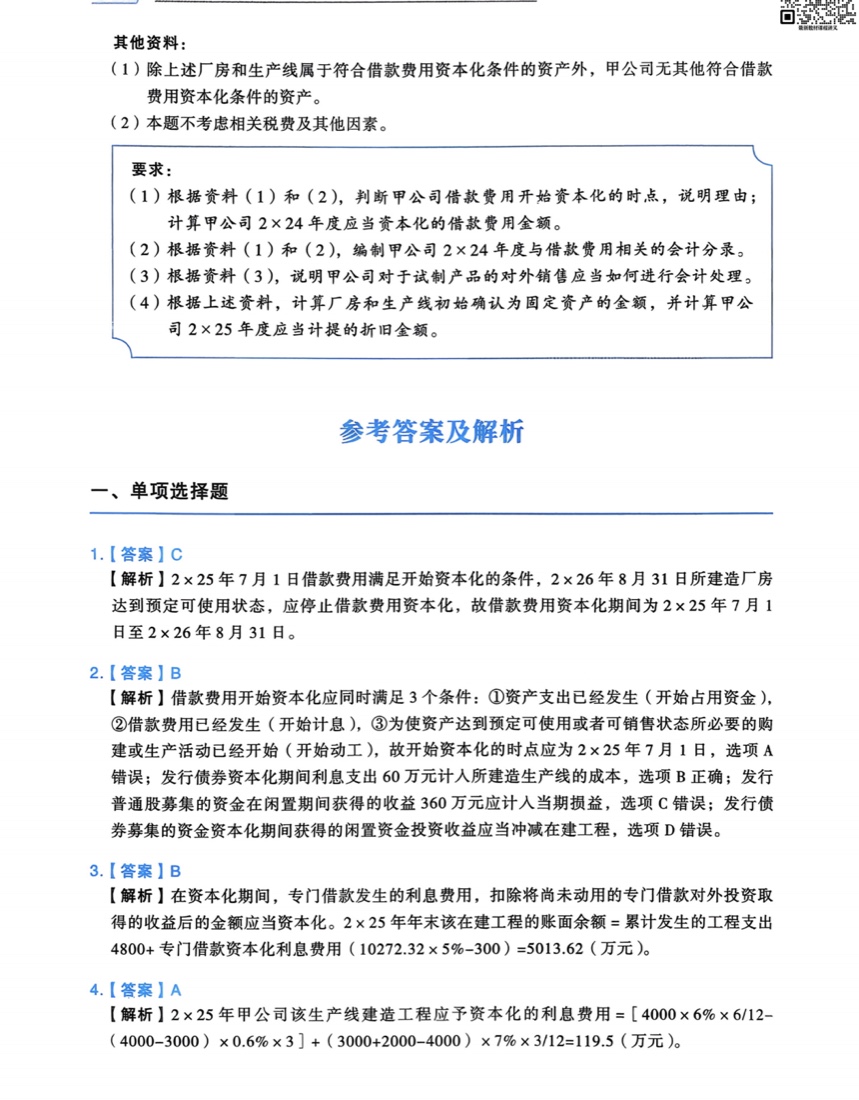 其他资料：
（1）除上述厂房和生产线属于符合借款费用资本化条件的资产外，甲公司无其他符合借款
费用资本化条件的资产。
（2）本题不考虑相关税费及其他因素。
要求：
（1）根据资料（1）和（2），判断甲公司借款费用开始资本化的时点，说明理由；
计算甲公司 2×24 年度应当资本化的借款费用金额。
（2）根据资料（1）和（2），编制甲公司 2×24 年度与借款费用相关的会计分录。
（3）根据资料（3），说明甲公司对于试制产品的对外销售应当如何进行会计处理。
（4）根据上述资料，计算厂房和生产线初始确认为固定资产的金额，并计算甲公
司 2×25 年度应当计提的折旧金额。
参考答案及解析
一、单项选择题
1.【答案】C
【解析】2×25 年 7 月 1 日借款费用满足开始资本化的条件，2×26 年 8 月 31 日所建造厂房
达到预定可使用状态，应停止借款费用资本化，故借款费用资本化期间为 2×25 年 7 月 1
日至 2×26 年 8 月 31 日。
2.【答案】B
【解析】借款费用开始资本化应同时满足 3 个条件：①资产支出已经发生（开始占用资金），
②借款费用已经发生（开始计息），③为使资产达到预定可使用或者可销售状态所必要的购
建或生产活动已经开始（开始动工），故开始资本化的时点应为 2×25 年 7 月 1 日，选项 A
错误；发行债券资本化期间利息支出 60 万元计入所建造生产线的成本，选项 B 正确；发行
普通股募集的资金在闲置期间获得的收益 360 万元应计入当期损益，选项 C 错误；发行债
券募集的资金资本化期间获得的闲置资金投资收益应当冲减在建工程，选项 D 错误。
3.【答案】B
【解析】在资本化期间，专门借款发生的利息费用，扣除将尚未动用的专门借款对外投资取
得的收益后的金额应当资本化。2×25 年年末该在建工程的账面余额 = 累计发生的工程支出
4800+ 专门借款资本化利息费用（10272.32×5%-300）=5013.62（万元）。
4.【答案】A
【解析】2×25 年甲公司该生产线建造工程应予资本化的利息费用 =［4000×6%×6/12-
（4000-3000）×0.6%×3］+（3000+2000-4000）×7%×3/12=119.5（万元）。